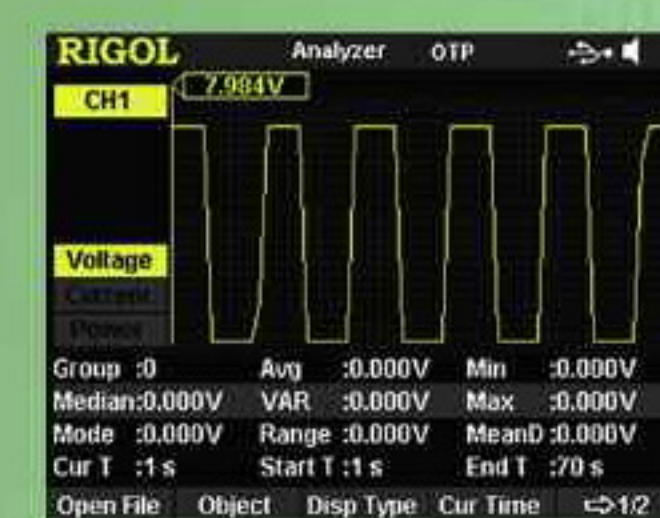 RIGOL Analyzer OTP
CH1 7.984V
Voltage
Current
Power
Group :0 Avg :0.000V Min :0.000V
Median:0.000V VAR :0.000V Max :0.000V
Mode :0.000V Range :0.000V MeanD :0.000V
Cur T :1 s Start T :1 s End T :70 s
Open File Object Disp Type Cur Time 1/2